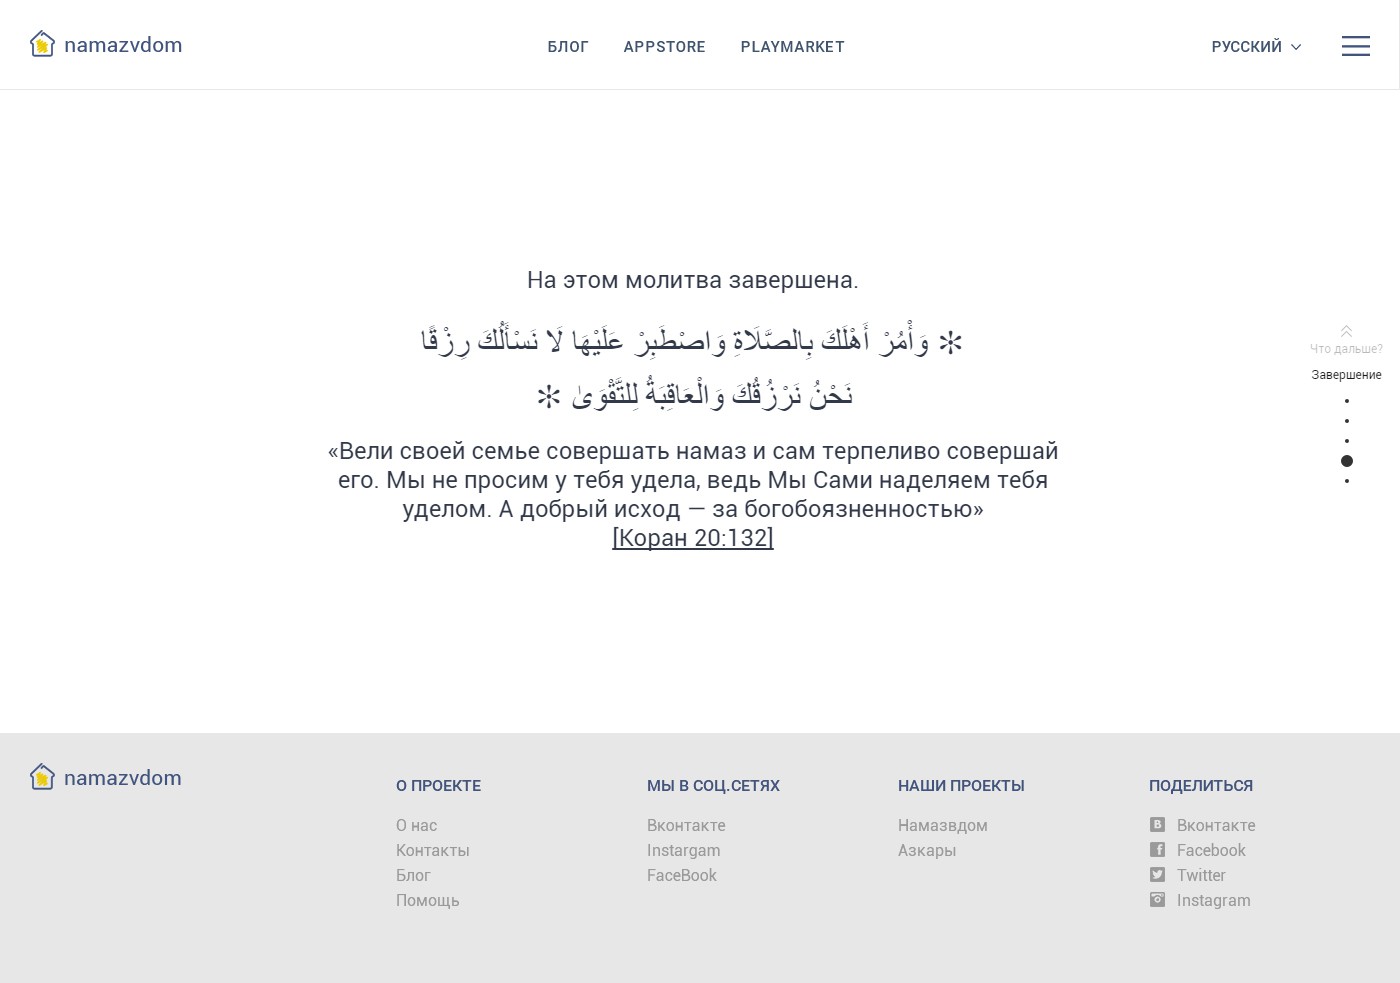 namazvdom
БЛОГ APPSTORE PLAYMARKET
РУССКИЙ
На этом молитва завершена.
✻ وَأْمُرْ أَهْلَكَ بِالصَّلَاةِ وَاصْطَبِرْ عَلَيْهَا لَا نَسْأَلُكَ رِزْقًا
نَحْنُ نَرْزُقُكَ وَالْعَاقِبَةُ لِلتَّقْوَىٰ ✻
«Вели своей семье совершать намаз и сам терпеливо совершай
его. Мы не просим у тебя удела, ведь Мы Сами наделяем тебя
уделом. А добрый исход — за богобоязненностью»
[Коран 20:132]
Что дальше?
Завершение
namazvdom
О ПРОЕКТЕ
О нас
Контакты
Блог
Помощь
МЫ В СОЦ.СЕТЯХ
Вконтакте
Instargam
FaceBook
НАШИ ПРОЕКТЫ
Намазвдом
Азкары
ПОДЕЛИТЬСЯ
Вконтакте
Facebook
Twitter
Instagram